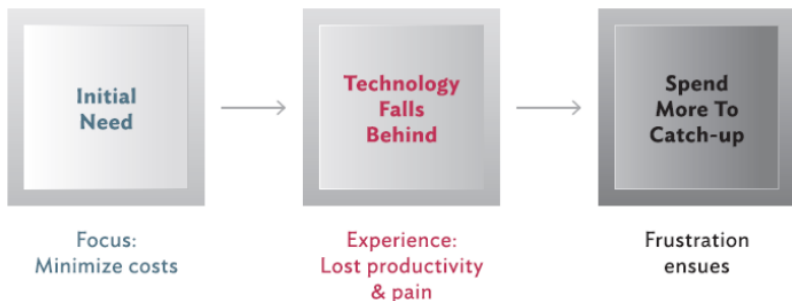 Initial
Need
Technology
Falls
Behind
Spend
More To
Catch-up
Focus:
Minimize costs
Experience:
Lost productivity
& pain
Frustration
ensues